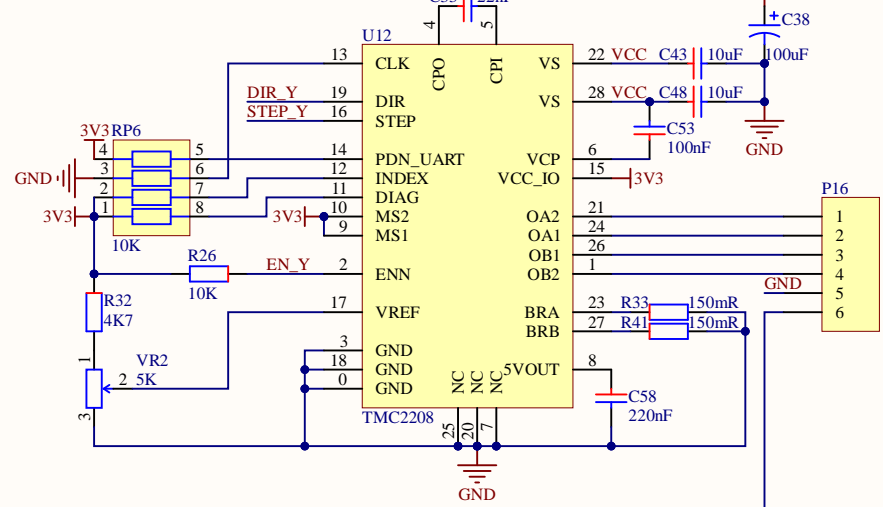 4
5
C38
100uF
U12
13
CLK
CPO
CPI
VS
22
VCC
C43
10uF
DIR_Y
19
DIR
VS
28
VCC
C48
10uF
STEP_Y
16
STEP
C53
100nF
GND
3V3
RP6
4
5
14
PDN_UART
VCP
6
GND
3
6
12
INDEX
VCC_IO
15
3V3
2
7
11
DIAG
P16
3V3
1
8
3V3
10
MS2
OA2
21
1
9
MS1
OA1
24
2
10K
OB1
26
3
R26
EN_Y
2
ENN
OB2
1
4
10K
GND
5
R32
4K7
17
VREF
BRA
23
R33
150mR
6
BRB
27
R41
150mR
3
GND
1
VR2
18
GND
5VOUT
8
2
5K
0
GND
NC
NC
NC
C58
220nF
3
TMC2208
25
20
7
GND